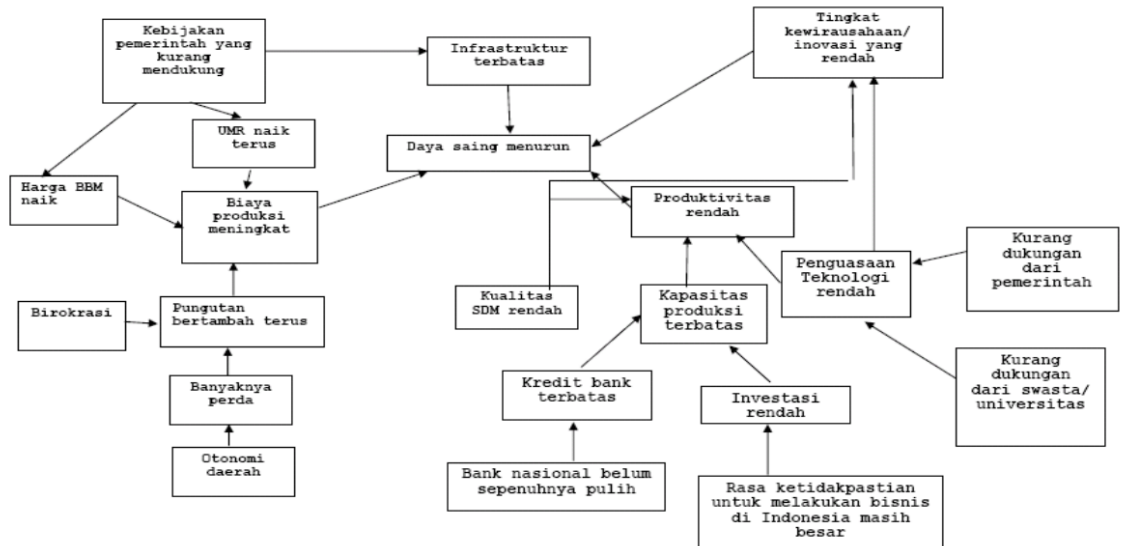 Kebijakan
pemerintah yang
kurang
mendukung
Infrastruktur
terbatas
Tingkat
kewirausahaan/
inovasi yang
rendah
UMR naik
terus
Daya saing menurun
Harga BBM
naik
Biaya
produksi
meningkat
Produktivitas
rendah
Kurang
dukungan
dari
pemerintah
Penguasaan
Teknologi
rendah
Kualitas
SDM rendah
Kapasitas
produksi
terbatas
Birokrasi
Pungutan
bertambah terus
Kurang
dukungan
dari swasta/
universitas
Banyaknya
perda
Kredit bank
terbatas
Investasi
rendah
Otonomi
daerah
Bank nasional belum
sepenuhnya pulih
Rasa ketidakpastian
untuk melakukan bisnis
di Indonesia masih
besar